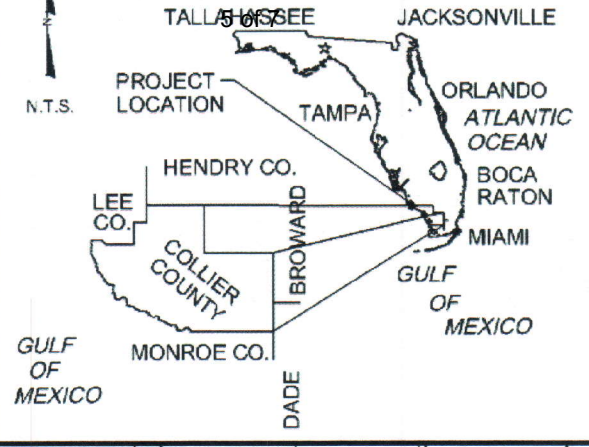 TALLAHASSEE
5 of 7
JACKSONVILLE
N.T.S.
PROJECT
LOCATION
TAMPA
ORLANDO
ATLANTIC
OCEAN
HENDRY CO.
BOCA
RATON
LEE
CO.
BROWARD
MIAMI
COLLIER
COUNTY
GULF
OF
MEXICO
MONROE CO.
GULF
OF
MEXICO
DADE